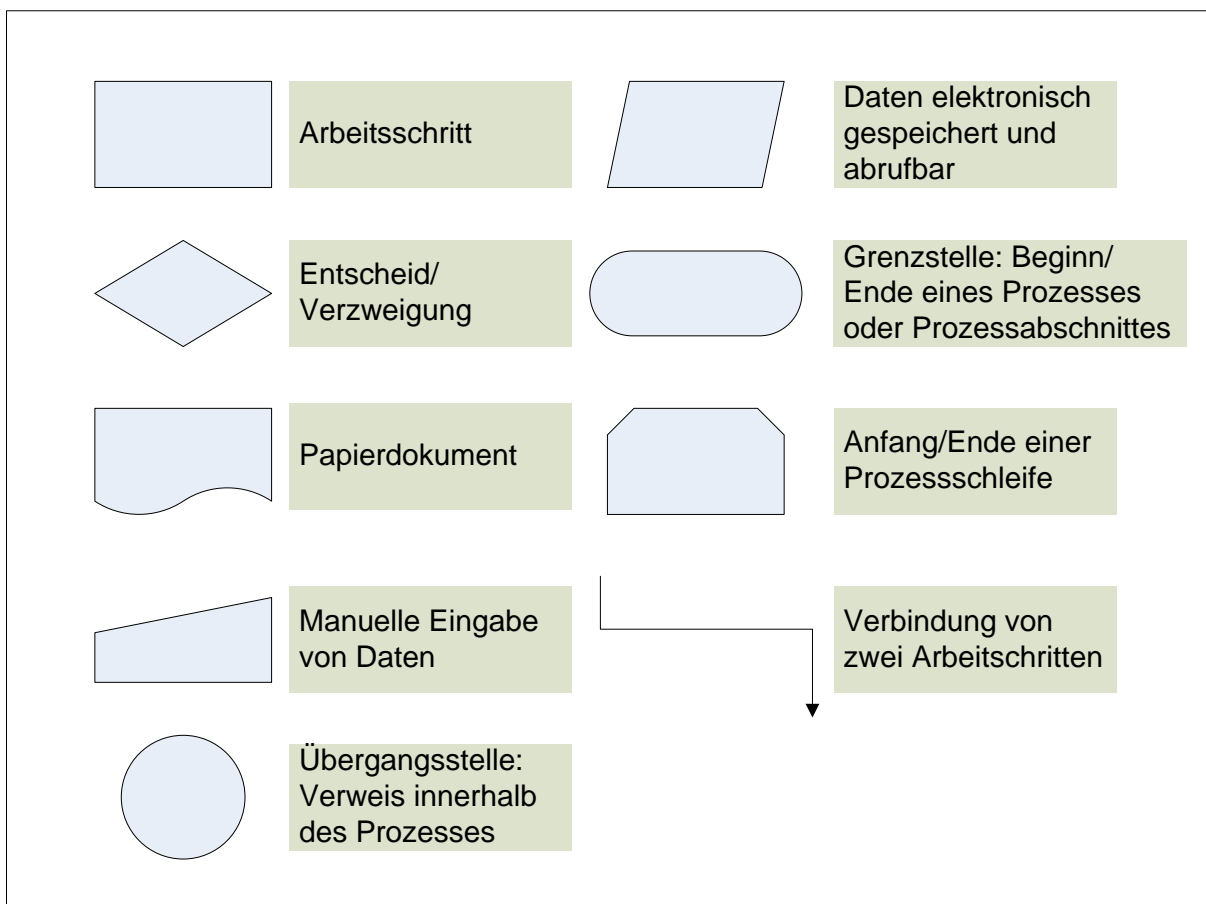 Arbeitsschritt
Daten elektronisch
gespeichert und
abrufbar
Entscheid/
Verzweigung
Grenzstelle: Beginn/
Ende eines Prozesses
oder Prozessabschnittes
Papierdokument
Anfang/Ende einer
Prozessschleife
Manuelle Eingabe
von Daten
Verbindung von
zwei Arbeitschritten
Übergangsstelle:
Verweis innerhalb
des Prozesses